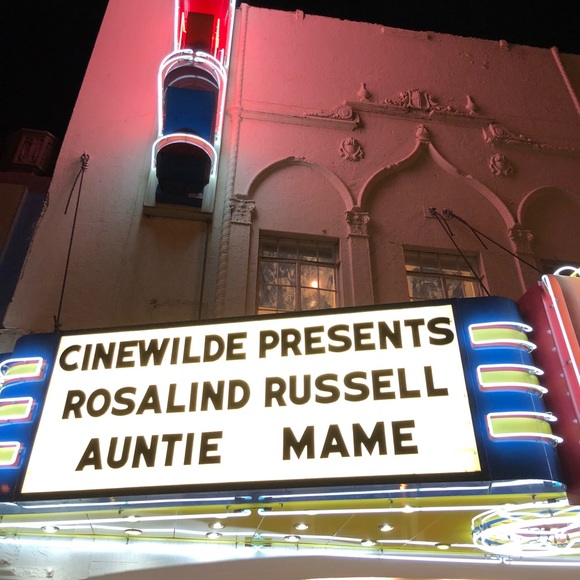 CINEWILDE PRESENTS
ROSALIND RUSSELL
AUNTIE MAME